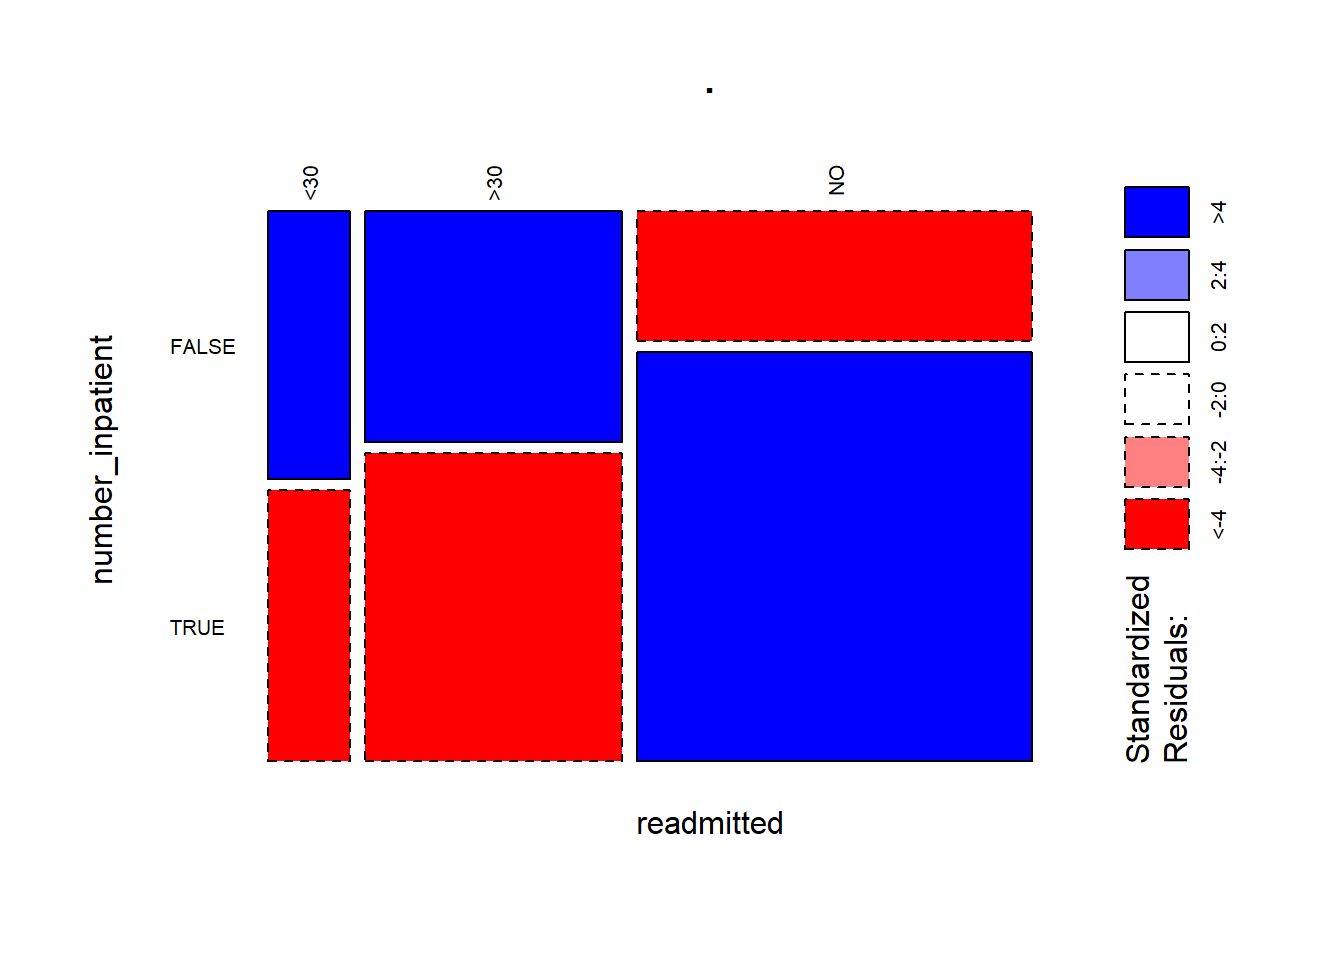 .
<30
>30
NO
number_inpatient
FALSE
TRUE
readmitted
>4
2:4
0:2
-2:0
-4:-2
<-4
Standardized
Residuals: